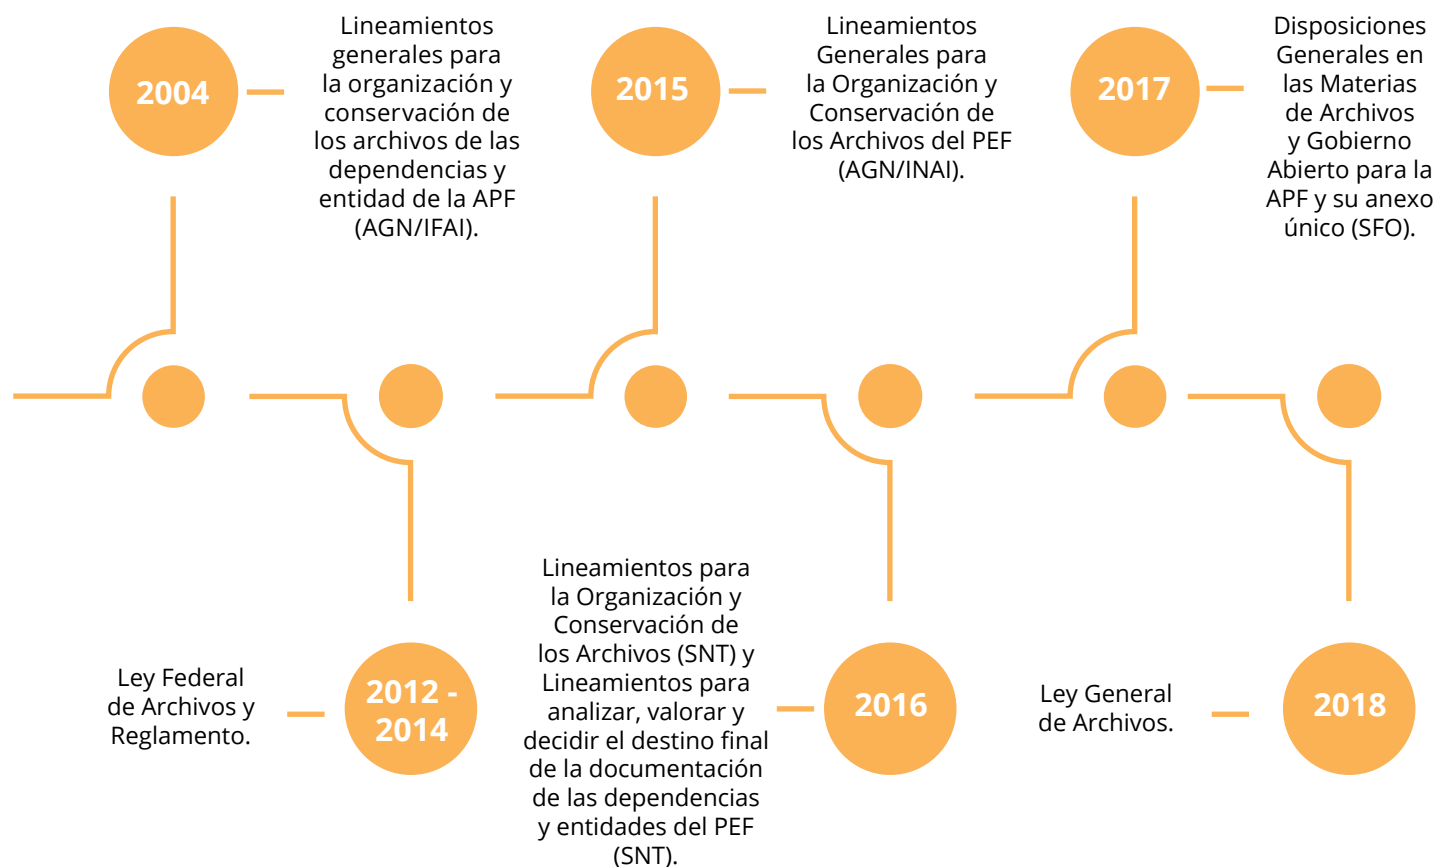 2004
Lineamientos
generales para
la organización y
conservación de
los archivos de las
dependencias y
entidad de la APF
(AGN/IFAI).
Ley Federal
de Archivos y
Reglamento.
2012 -
2014
2015
Lineamientos
Generales para
la Organización y
Conservación de
los Archivos del PEF
(AGN/INAI).
Lineamientos para
la Organización y
Conservación de
los Archivos (SNT) y
Lineamientos para
analizar, valorar y
decidir el destino final
de la documentación
de las dependencias
y entidades del PEF
(SNT).
2016
2017
Disposiciones
Generales en
las Materias
de Archivos
y Gobierno
Abierto para la
APF y su anexo
único (SFO).
Ley General
de Archivos.
2018